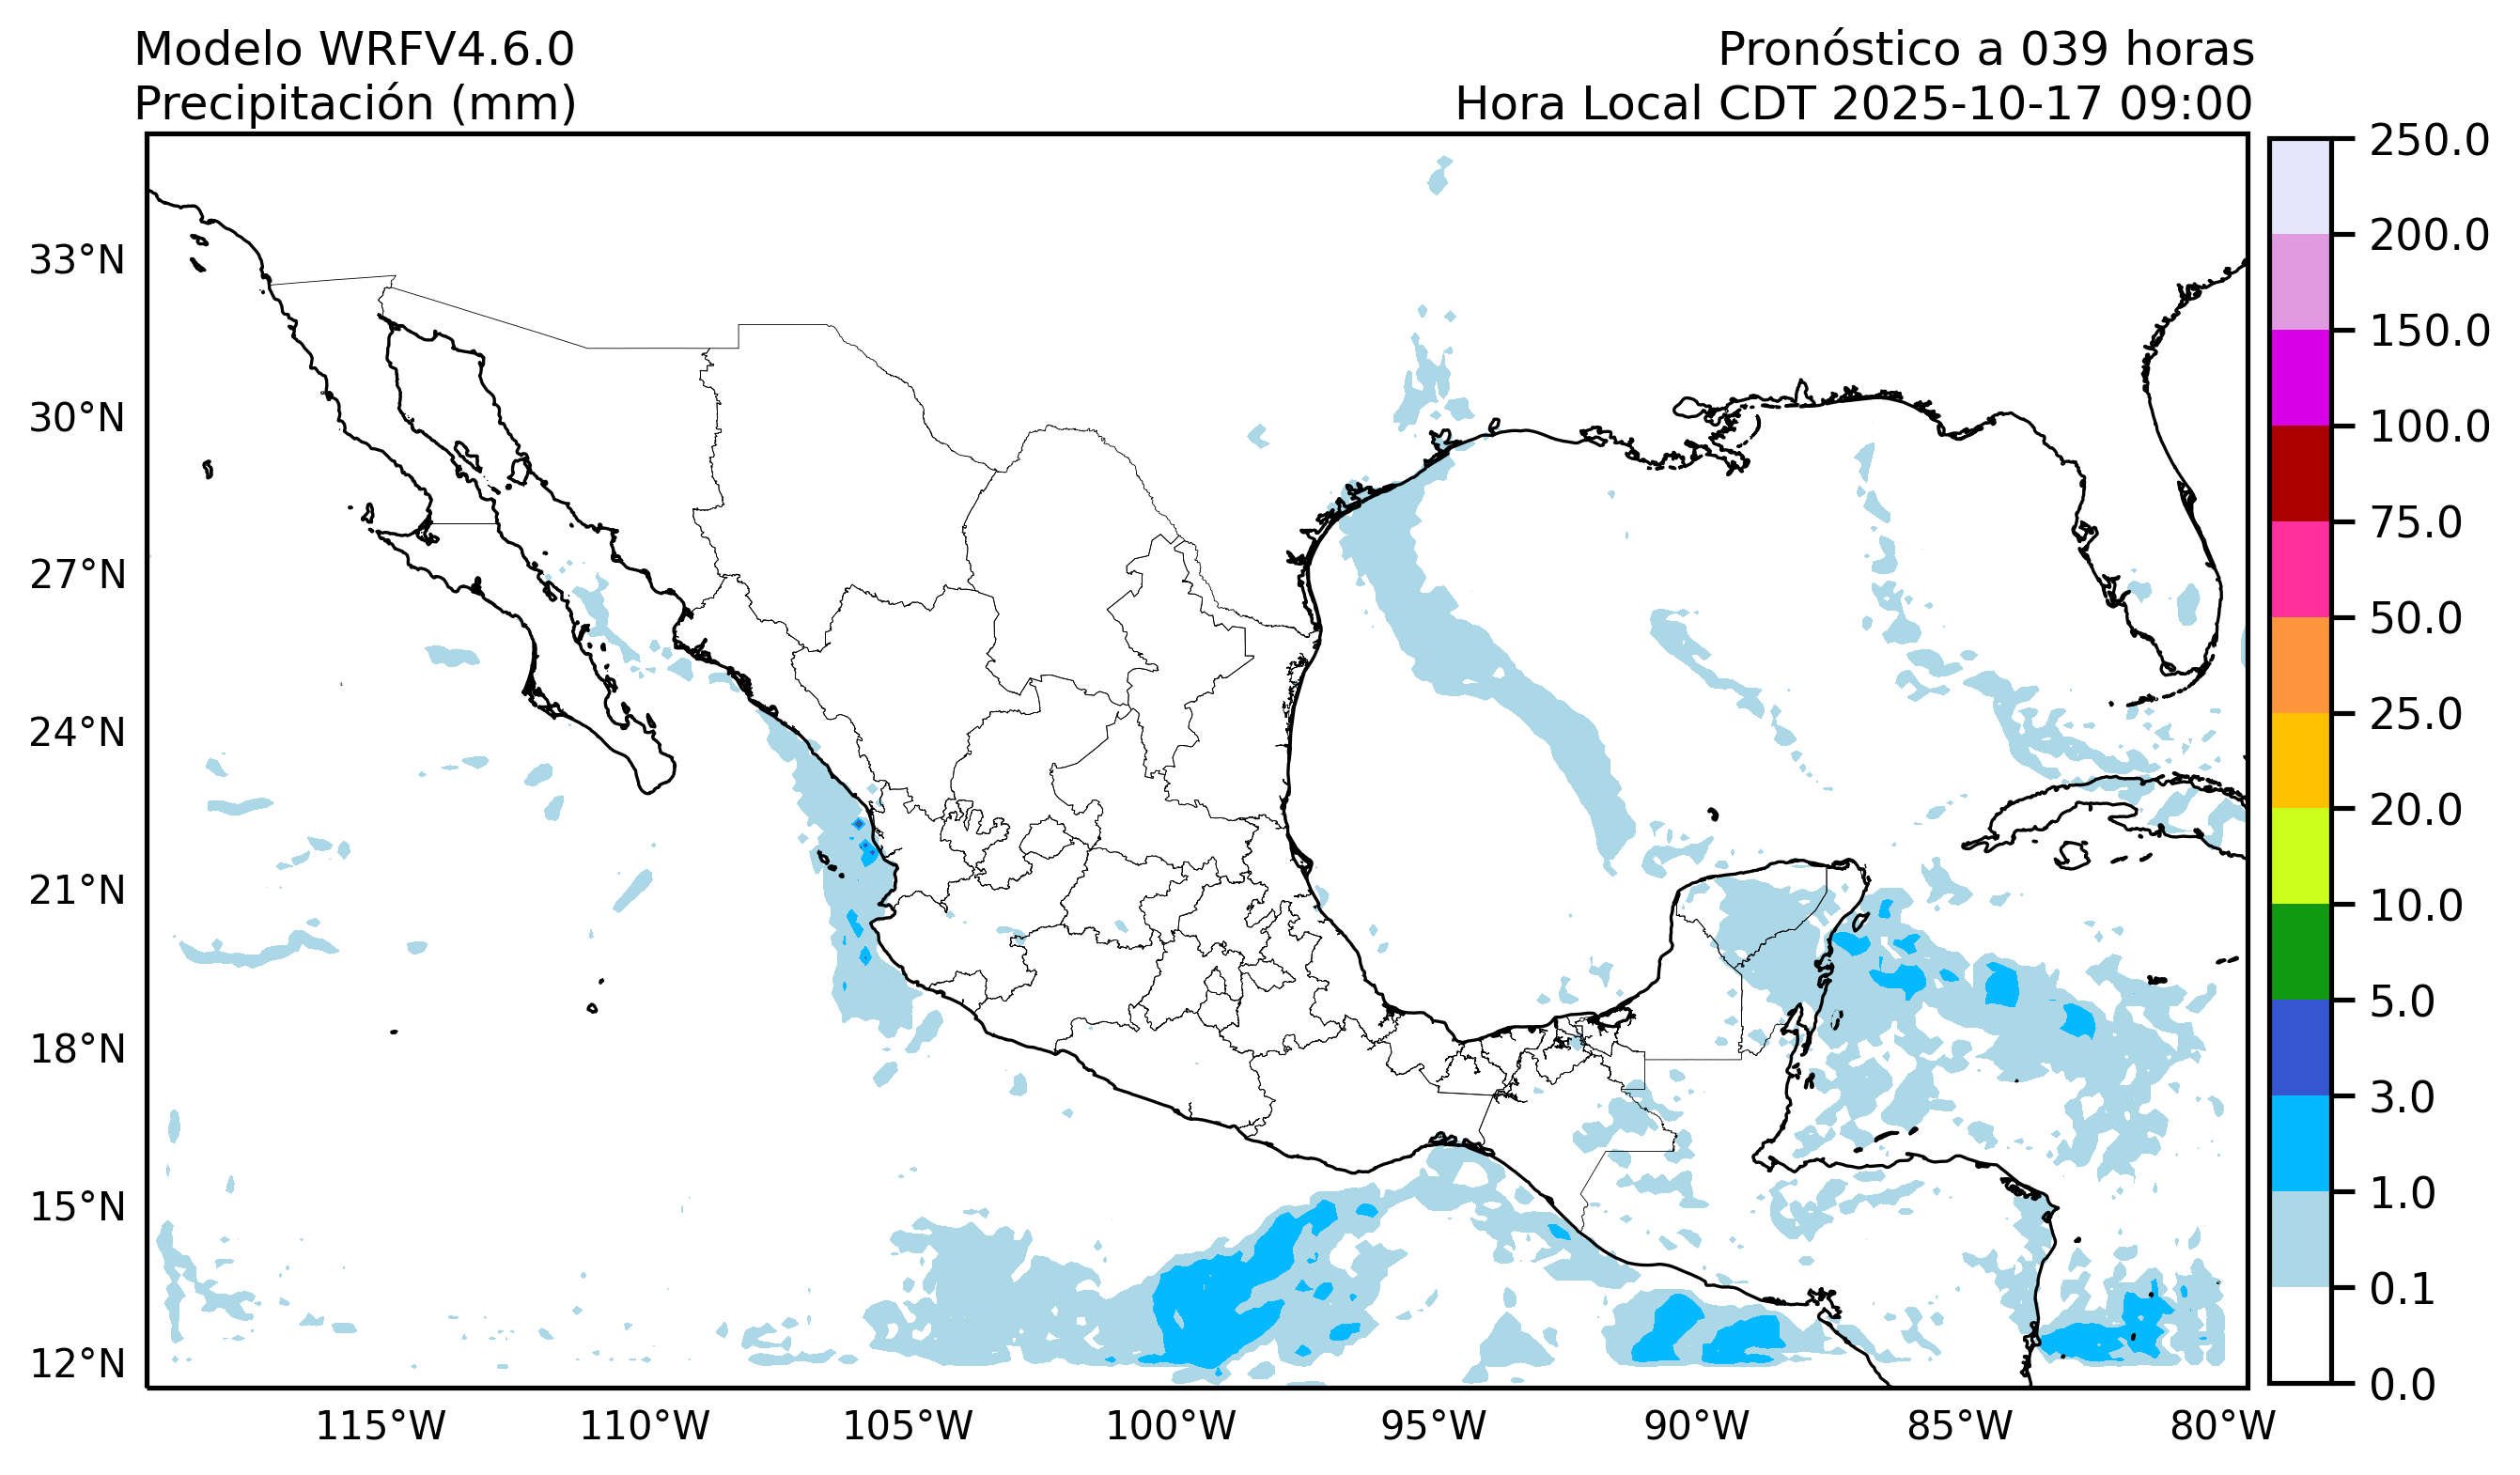 Modelo WRFV4.6.0
Precipitación (mm)
Pronóstico a 039 horas
Hora Local CDT 2025-10-17 09:00
33°N
30°N
27°N
24°N
21°N
18°N
15°N
12°N
115°W
110°W
105°W
100°W
95°W
90°W
85°W
80°W
250.0
200.0
150.0
100.0
75.0
50.0
25.0
20.0
10.0
5.0
3.0
1.0
0.1
0.0